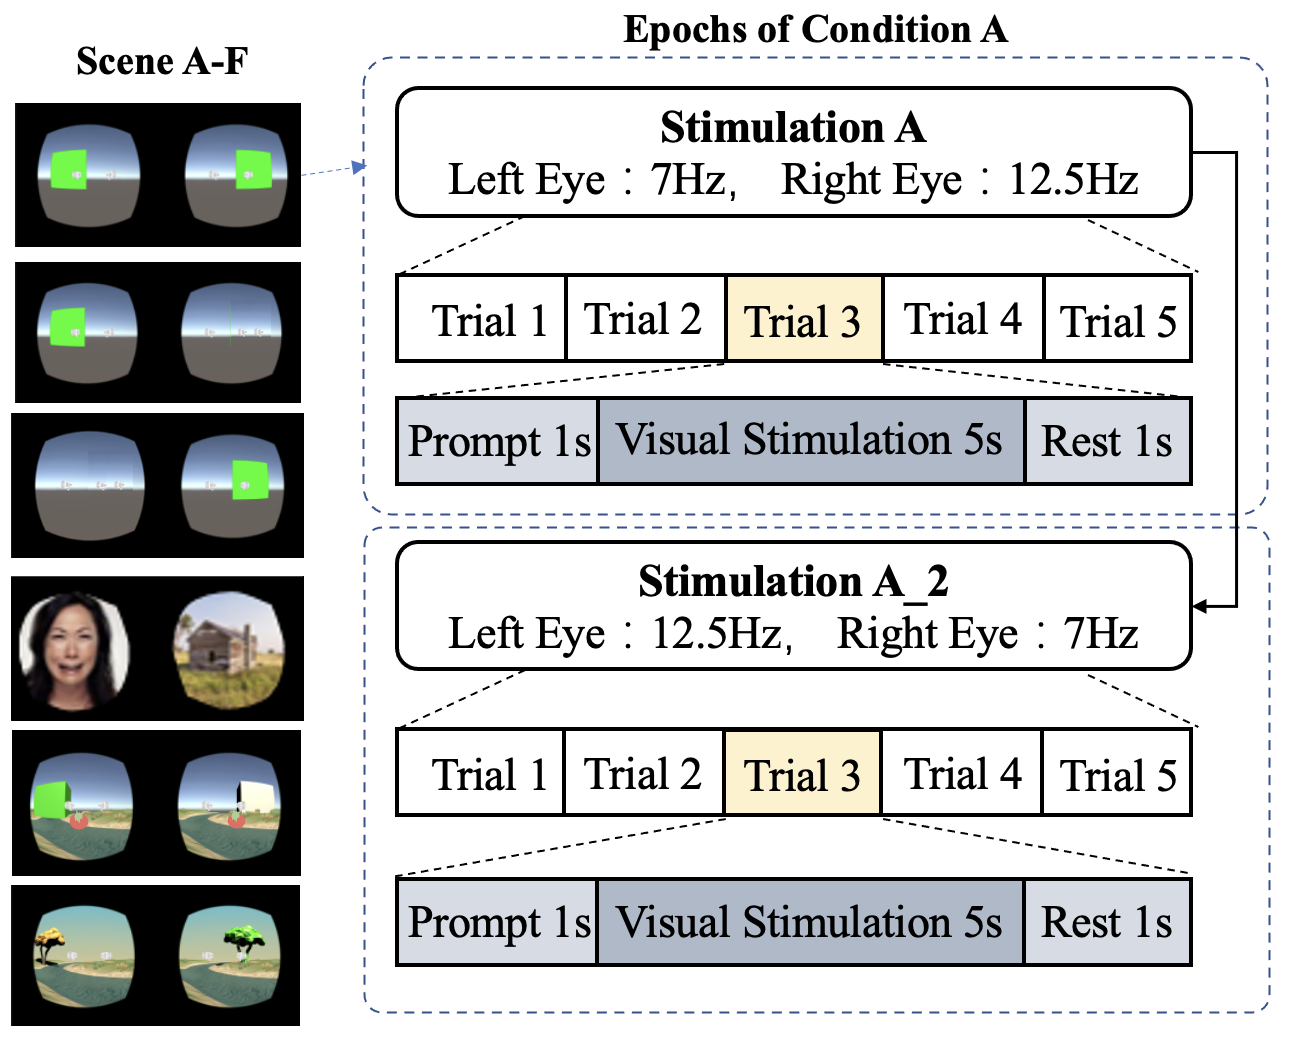 Epochs of Condition A
Scene A-F
Stimulation A
Left Eye：7Hz, Right Eye：12.5Hz
Trial 1 Trial 2 Trial 3 Trial 4 Trial 5
Prompt 1s Visual Stimulation 5s Rest 1s
Stimulation A_2
Left Eye：12.5Hz, Right Eye：7Hz
Trial 1 Trial 2 Trial 3 Trial 4 Trial 5
Prompt 1s Visual Stimulation 5s Rest 1s